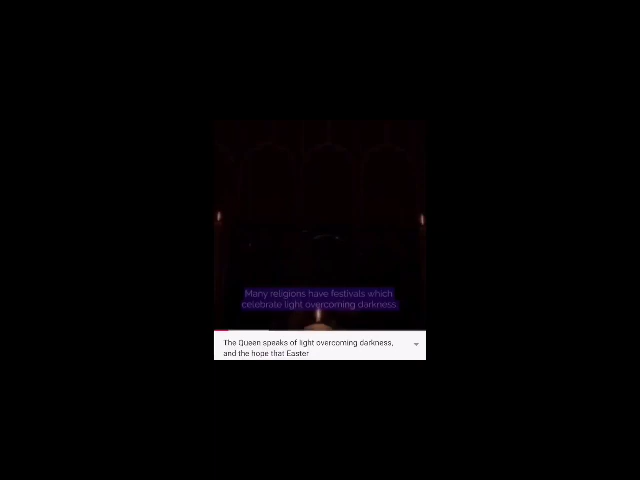 Many religions have festivals which
celebrate light overcoming darkness
The Queen speaks of light overcoming darkness,
and the hope that Easter